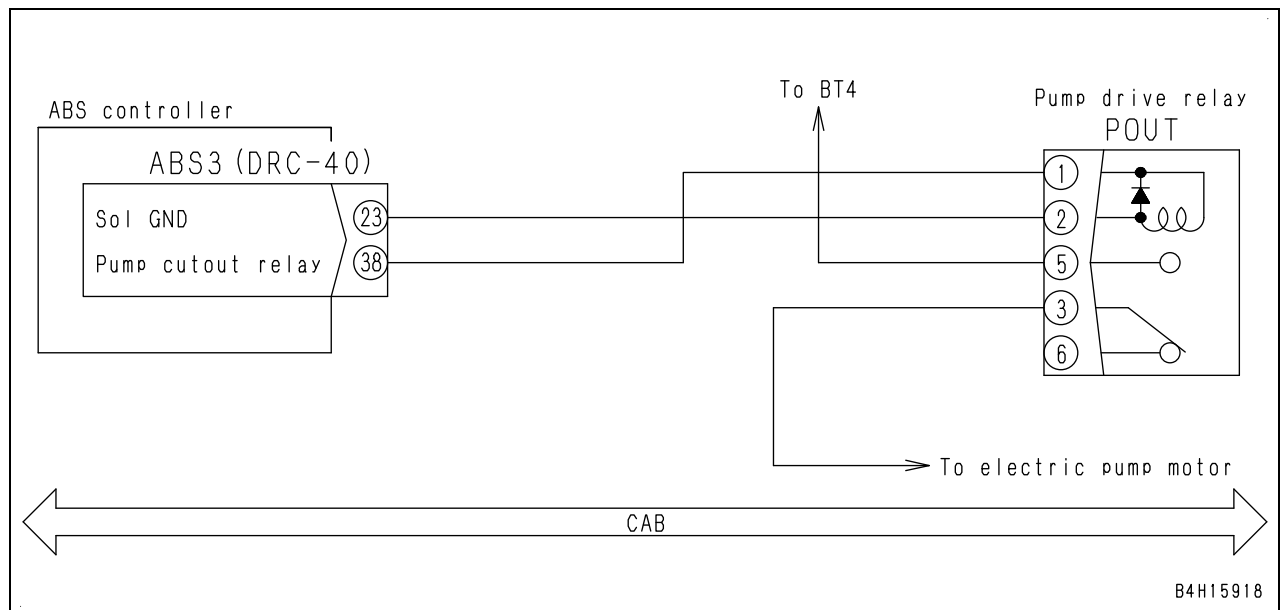 To BT4
Pump drive relay
POUT
ABS controller
ABS3 (DRC-40)
Sol GND
23
Pump cutout relay
38
1
2
5
3
6
To electric pump motor
CAB
B4H15918